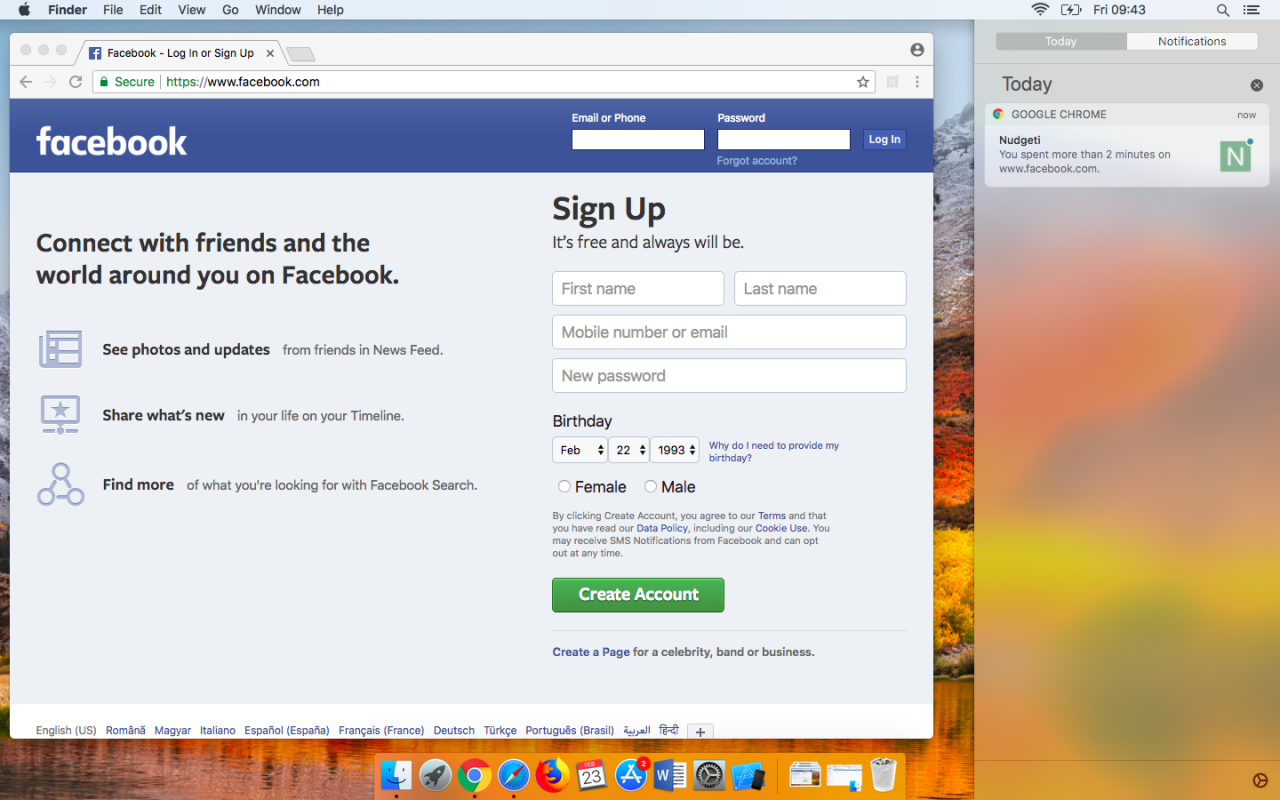 Finder File Edit View Go Window Help
Fri 09:43
Facebook - Log In or Sign Up
Secure https://www.facebook.com
facebook
Email or Phone
Password
Log In
Forgot account?
Connect with friends and the
world around you on Facebook.
See photos and updates from friends in News Feed.
Share what's new in your life on your Timeline.
Find more of what you're looking for with Facebook Search.
Sign Up
It's free and always will be.
First name
Last name
Mobile number or email
New password
Birthday
Feb 22 1993
Why do I need to provide my
birthday?
Female Male
By clicking Create Account, you agree to our Terms and that
you have read our Data Policy, including our Cookie Use. You
may receive SMS Notifications from Facebook and can opt
out at any time.
Create Account
Create a Page for a celebrity, band or business.
English (US) Română Magyar Italiano Español (España) Français (France) Deutsch Türkçe Português (Brasil) العربية हिन्दी +
Today
Notifications
Today
GOOGLE CHROME
now
Nudgeti
You spent more than 2 minutes on
www.facebook.com.
N
FEB
23
2
W